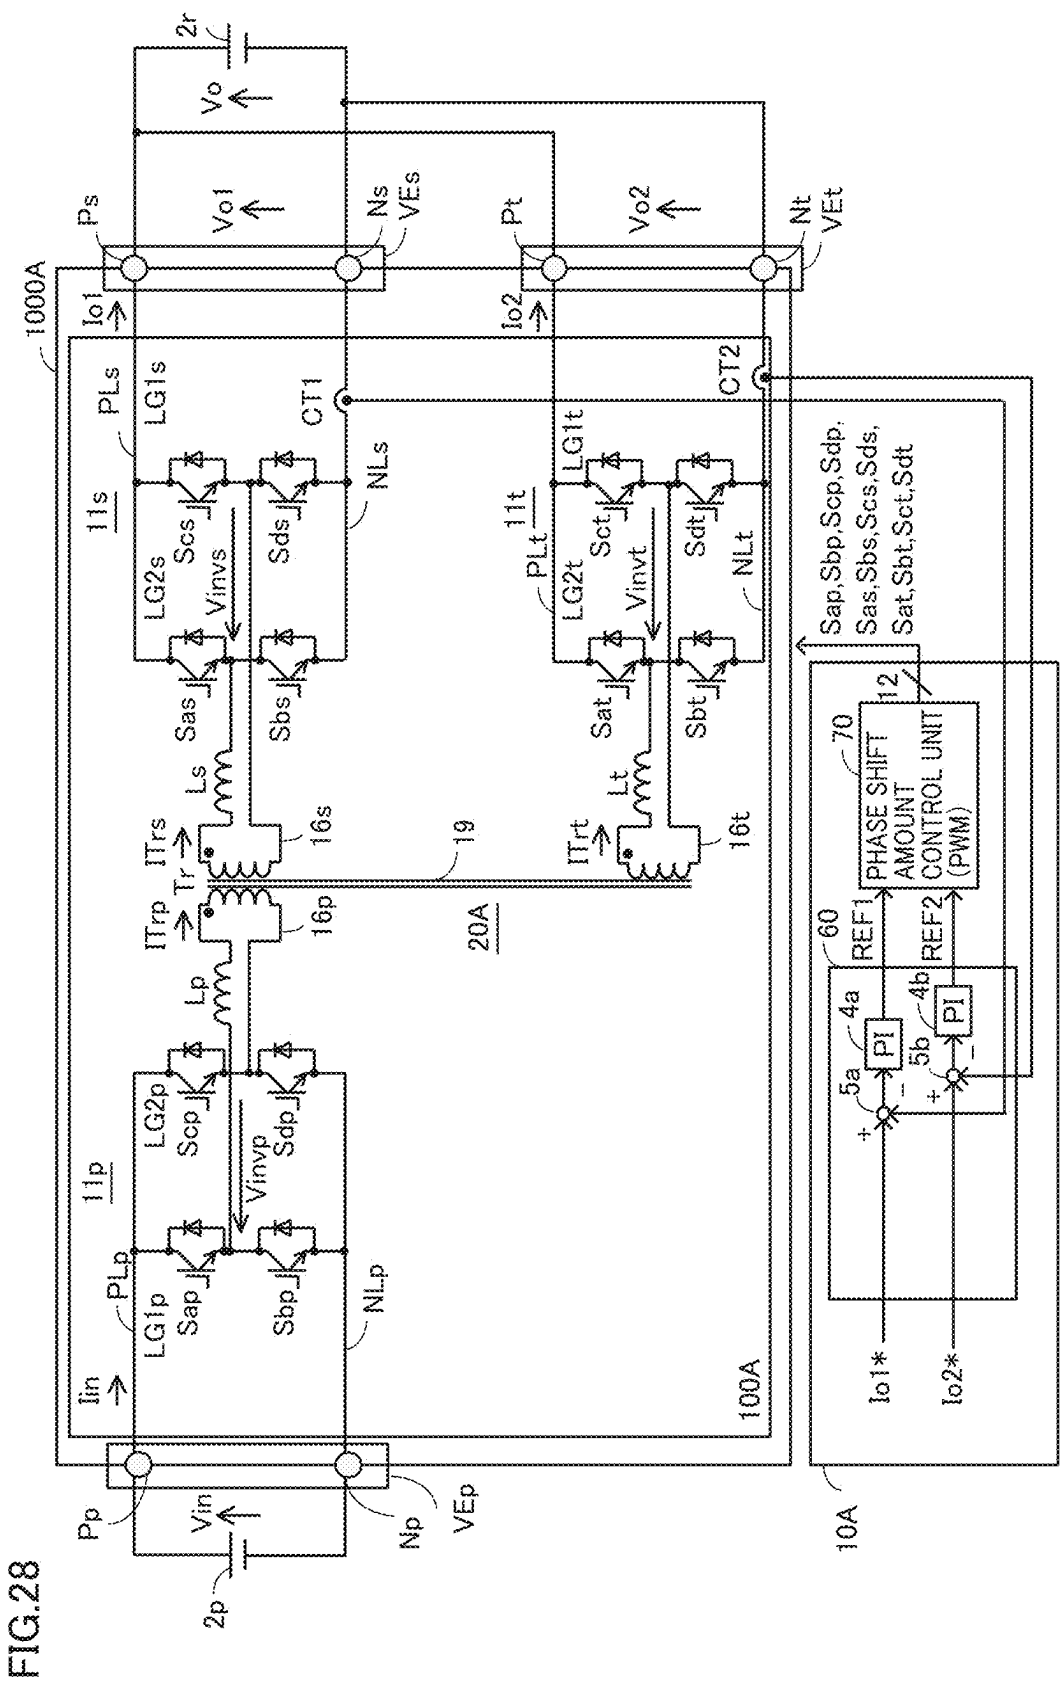 FIG.28
2p
Vin
Pp
Np
VEp
Iin
PLp
LG1p
11p
LG2p
Sap
Scp
Vinvp
Sbp
Sdp
NLp
Lp
ITrp
Tr
ITrs
16p
16s
19
20A
Ls
Sas
LG2s
11s
PLs
LG1s
Scs
Vinvs
Sbs
Sds
NLs
CT1
Io1
1000A
Ps
Vo1
Ns
VEs
Vo
2r
ITrt
16t
Lt
Sat
LG2t
PLt
11t
LG1t
Sct
Vinvt
Sbt
Sdt
NLt
CT2
Io2
Pt
Vo2
Nt
VEt
100A
10A
Io1*
Io2*
60
5a
4a
PI
+
−
5b
4b
PI
+
−
REF1
REF2
70
PHASE SHIFT
AMOUNT
CONTROL UNIT
(PWM)
12
Sap,Sbp,Scp,Sdp,
Sas,Sbs,Scs,Sds,
Sat,Sbt,Sct,Sdt